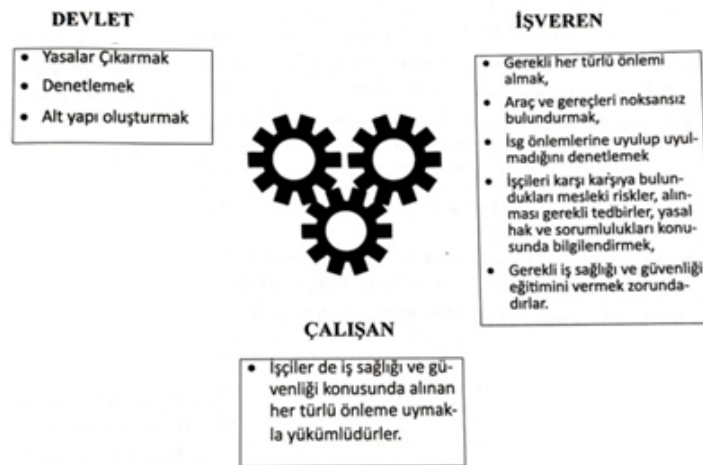 DEVLET
• Yasalar Çıkarmak
• Denetlemek
• Alt yapı oluşturmak
İŞVEREN
• Gerekli her türlü önlemi
almak,
• Araç ve gereçleri noksansız
bulundurmak,
• İsg önlemlerine uyulup uyul-
madığını denetlemek
• İşçileri karşı karşıya bulun-
dukları mesleki riskler, alın-
ması gerekli tedbirler, yasal
hak ve sorumlulukları konu-
sunda bilgilendirmek,
• Gerekli iş sağlığı ve güvenliği
eğitimini vermek zorunda-
dırlar.
ÇALIŞAN
• İşçiler de iş sağlığı ve gü-
venliği konusunda alınan
her türlü önleme uymak-
la yükümlüdürler.